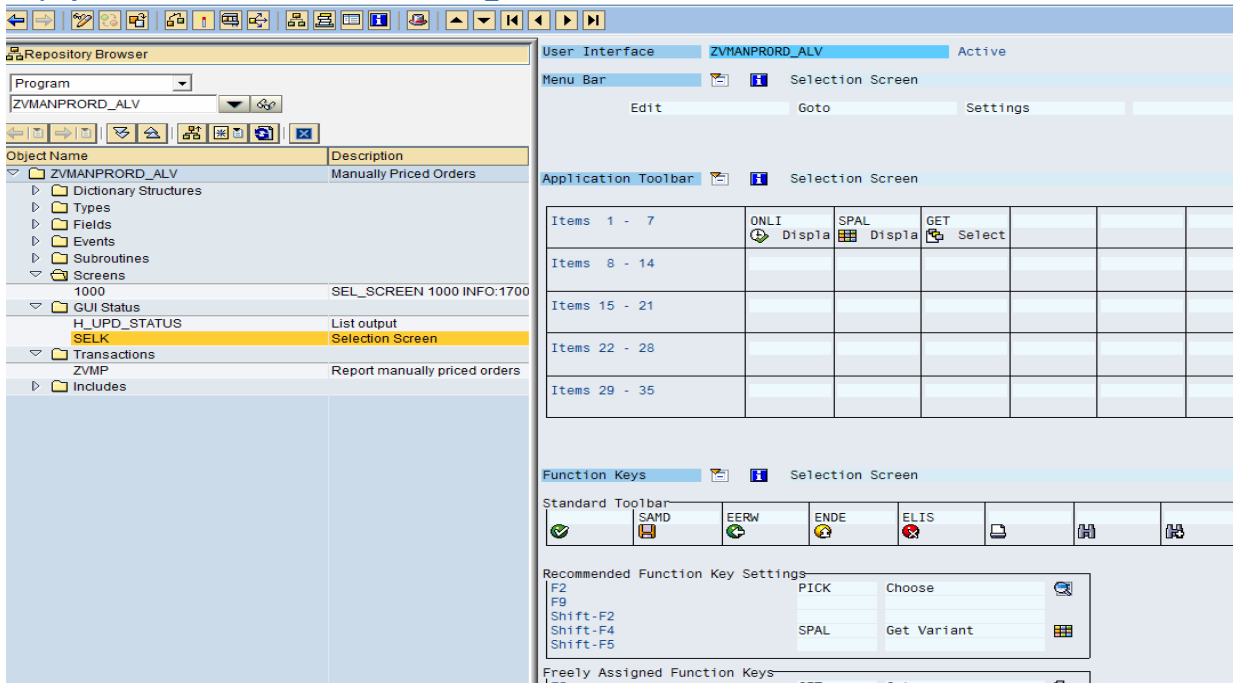 Repository Browser
Program
ZVMANPRORD_ALV
Object Name Description
ZVMANPRORD_ALV Manually Priced Orders
Dictionary Structures
Types
Fields
Events
Subroutines
Screens
1000 SEL_SCREEN 1000 INFO:1700
GUI Status
H_UPD_STATUS List output
SELK Selection Screen
Transactions
ZVMP Report manually priced orders
Includes
User Interface ZVMANPRORD_ALV Active
Menu Bar Selection Screen
Edit Goto Settings
Application Toolbar Selection Screen
Items 1 - 7 ONLI SPAL GET
Displa Displa Select
Items 8 - 14
Items 15 - 21
Items 22 - 28
Items 29 - 35
Function Keys Selection Screen
Standard Toolbar
SAMD EERW ENDE ELIS
Recommended Function Key Settings
F2 PICK Choose
F9
Shift-F2
Shift-F4 SPAL Get Variant
Shift-F5
Freely Assigned Function Keys